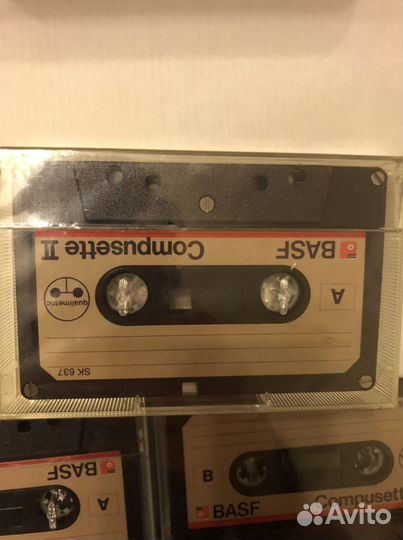 BASF Compusette II
A
qualimetric
SK 637
BASF
A
B
BASF Compusett
Avito